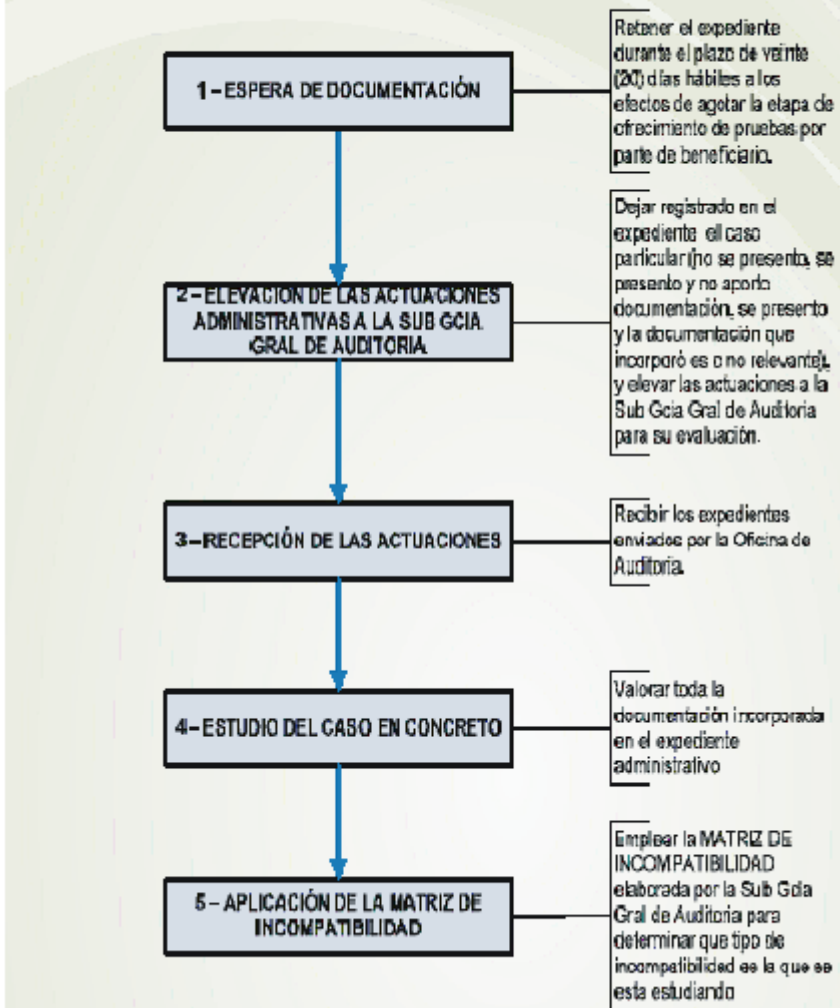 1 – ESPERA DE DOCUMENTACIÓN
Retener el expediente
durante el plazo de veinte
(20) días hábiles a los
efectos de agotar la etapa de
ofrecimiento de pruebas por
parte de beneficiario.
2 – ELEVACIÓN DE LAS ACTUACIONES
ADMINISTRATIVAS A LA SUB GCIA
GRAL DE AUDITORIA
Dejar registrado en el
expediente el caso
particular(no se presento, se
presento y no aporto
documentación, se presento
y la documentación que
incorporó es o no relevante),
y elevar las actuaciones a la
Sub Gcia Gral de Auditoria
para su evaluación.
3 – RECEPCIÓN DE LAS ACTUACIONES
Recibir los expedientes
enviados por la Oficina de
Auditoria.
4 – ESTUDIO DEL CASO EN CONCRETO
Valorar toda la
documentación incorporada
en el expediente
administrativo
5 – APLICACIÓN DE LA MATRIZ DE
INCOMPATIBILIDAD
Emplear la MATRIZ DE
INCOMPATIBILIDAD
elaborada por la Sub Gcia
Gral de Auditoria para
determinar que tipo de
incompatibilidad es la que se
esta estudiando